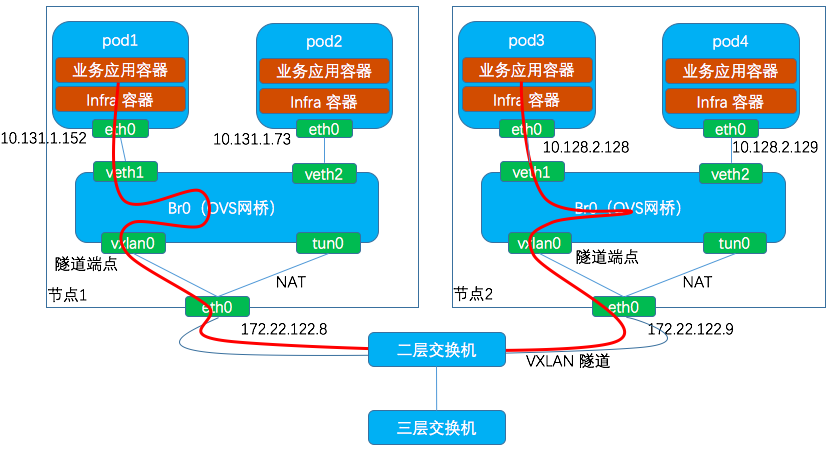 pod1
业务应用容器
Infra 容器
eth0
10.131.1.152
veth1
pod2
业务应用容器
Infra 容器
eth0
10.131.1.73
veth2
Br0（OVS网桥）
vxlan0
tun0
隧道端点
NAT
节点1
eth0
172.22.122.8
pod3
业务应用容器
Infra 容器
eth0
10.128.2.128
veth1
pod4
业务应用容器
Infra 容器
eth0
10.128.2.129
veth2
Br0（OVS网桥）
vxlan0
tun0
隧道端点
NAT
节点2
eth0
172.22.122.9
二层交换机
VXLAN 隧道
三层交换机